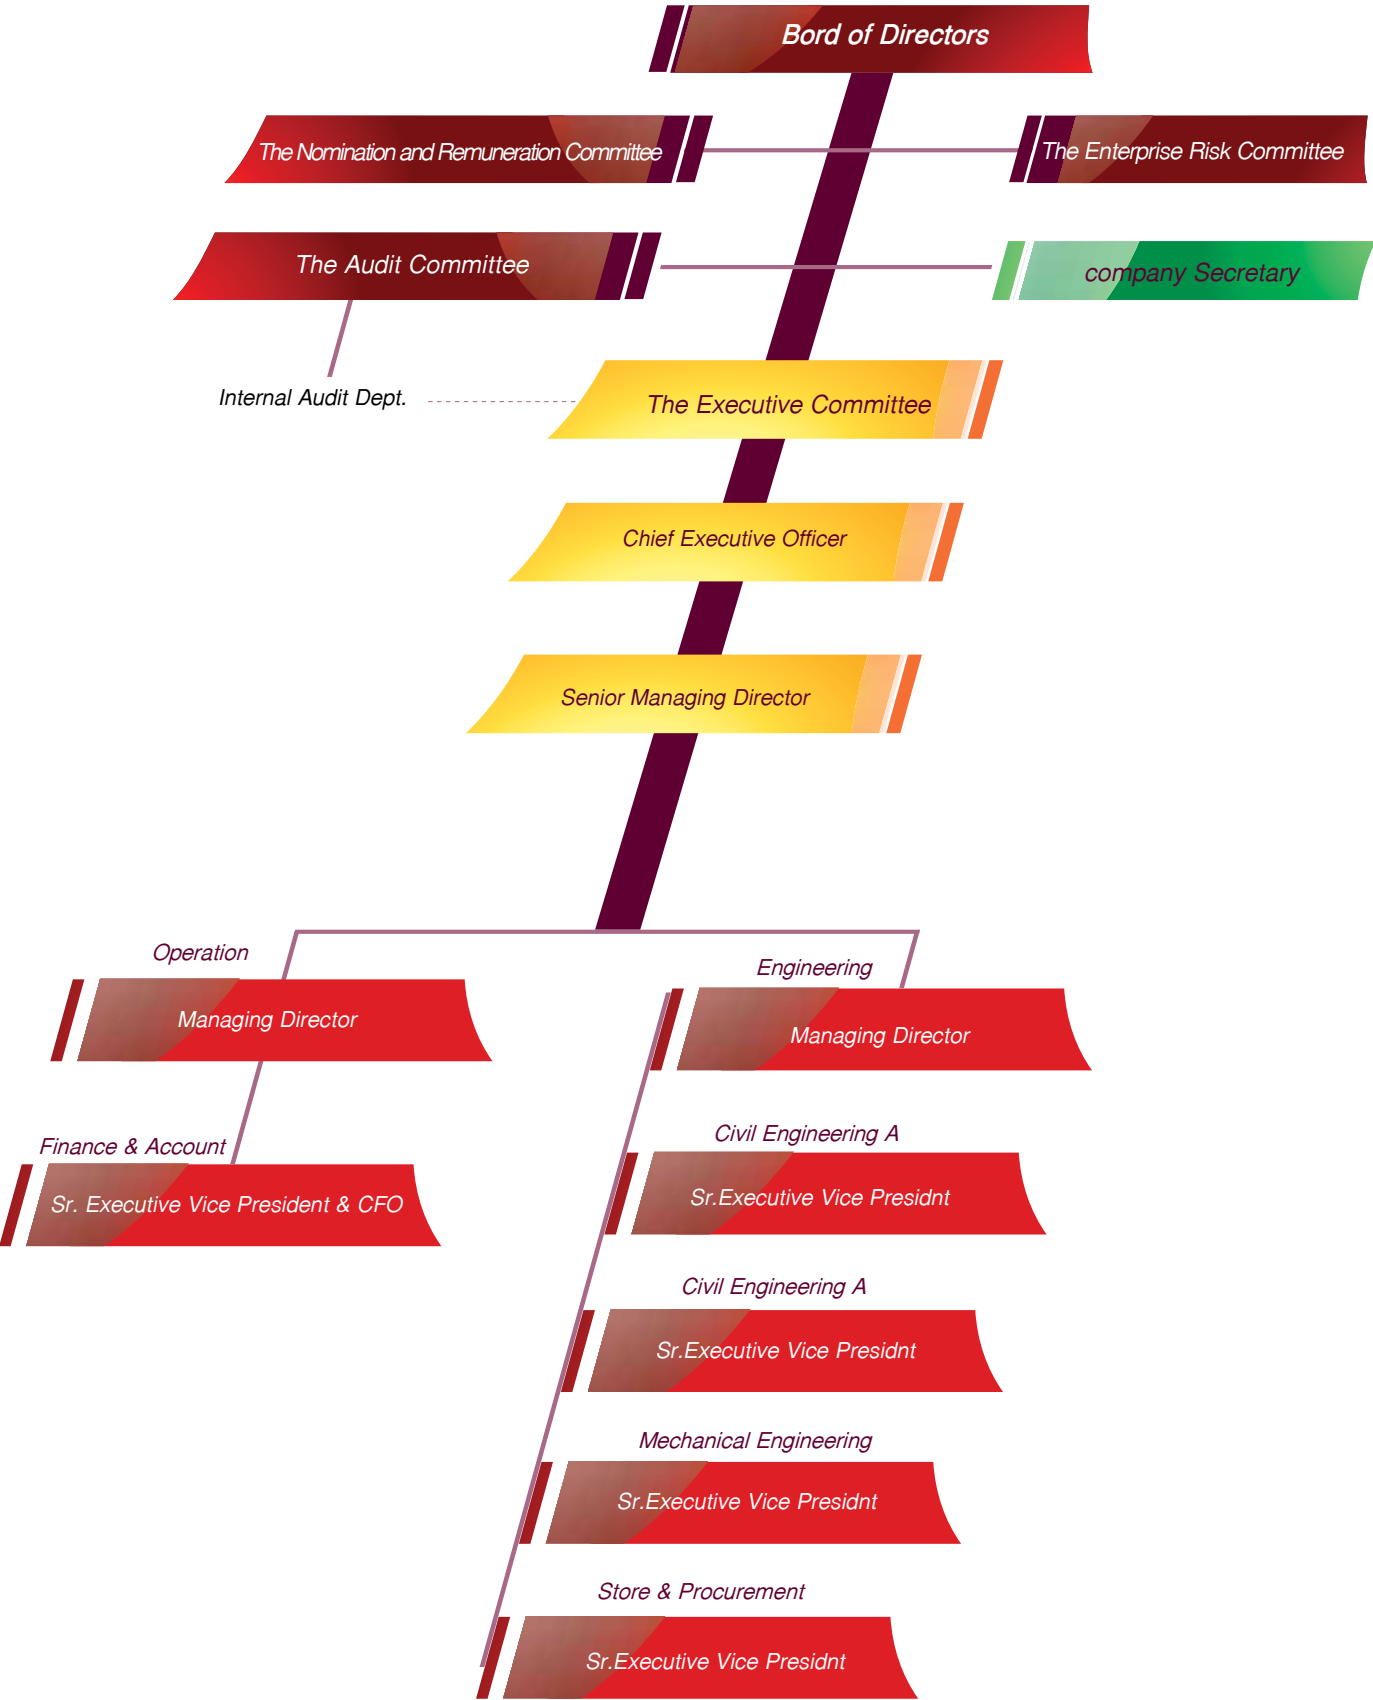 Bord of Directors
The Nomination and Remuneration Committee
The Enterprise Risk Committee
The Audit Committee
company Secretary
Internal Audit Dept.
The Executive Committee
Chief Executive Officer
Senior Managing Director
Operation
Managing Director
Finance & Account
Sr. Executive Vice President & CFO
Engineering
Managing Director
Civil Engineering A
Sr.Executive Vice Presidnt
Civil Engineering A
Sr.Executive Vice Presidnt
Mechanical Engineering
Sr.Executive Vice Presidnt
Store & Procurement
Sr.Executive Vice Presidnt